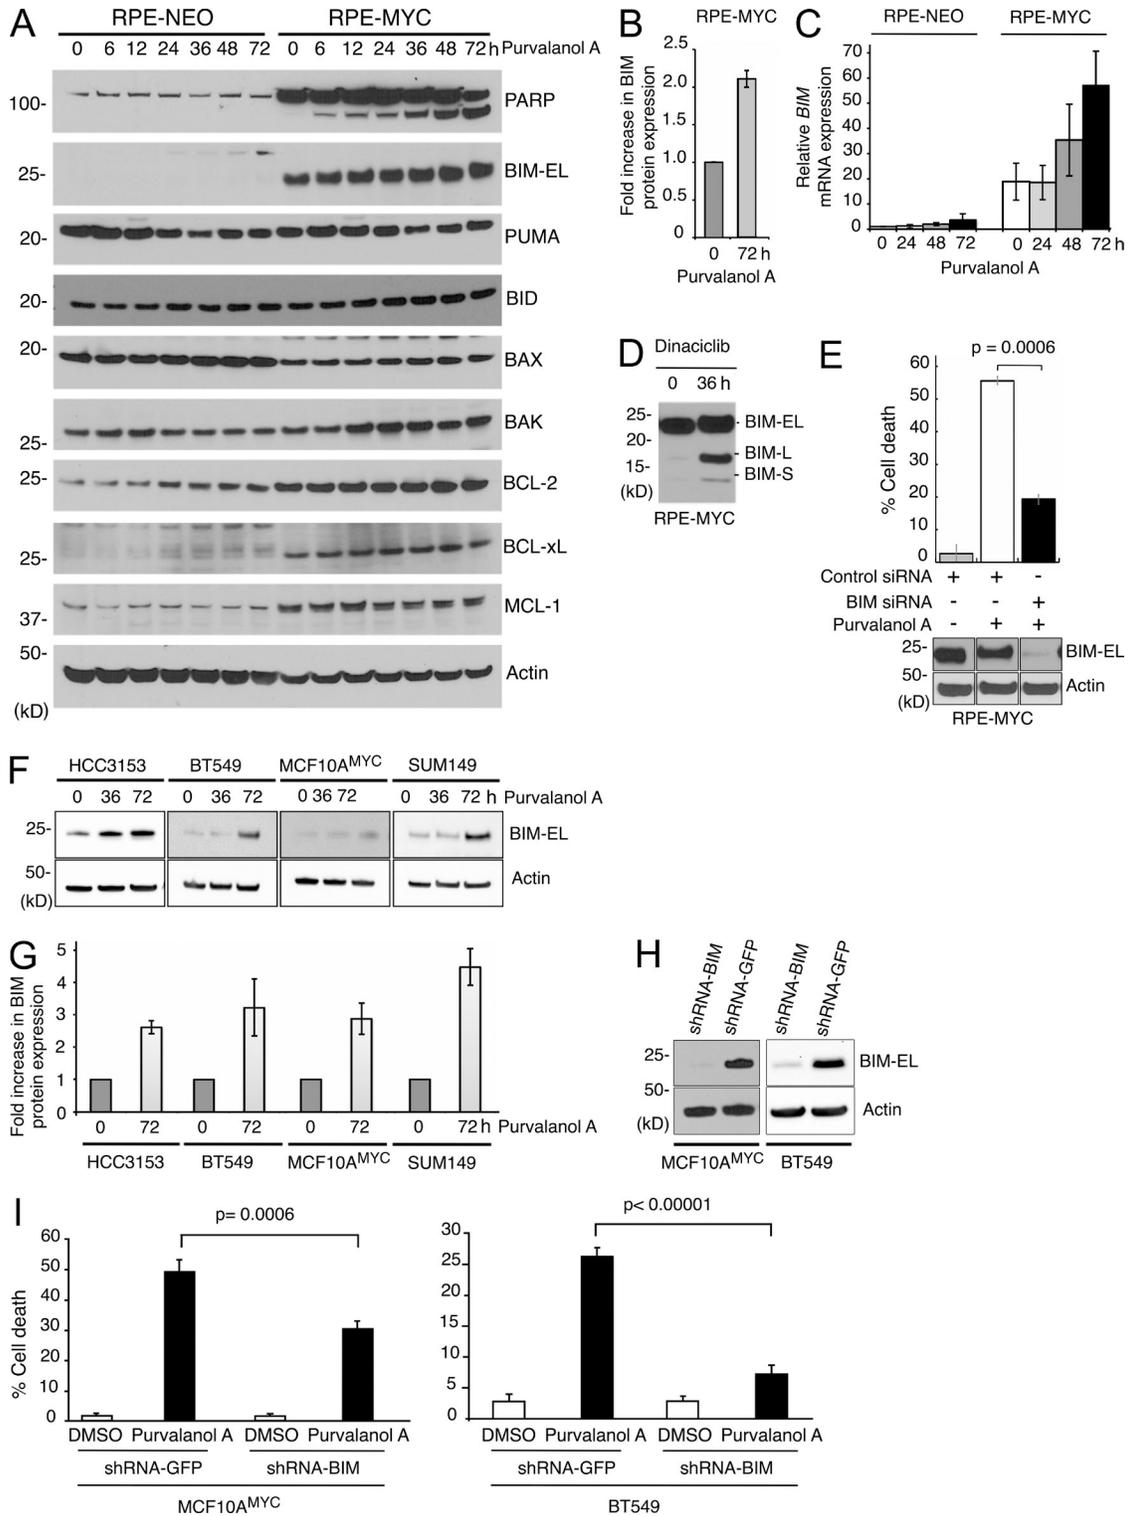 A
RPE-NEO
RPE-MYC
0 6 12 24 36 48 72 0 6 12 24 36 48 72 h Purvalanol A
100- PARP
25- BIM-EL
20- PUMA
20- BID
20- BAX
25- BAK
25- BCL-2
25- BCL-xL
37- MCL-1
50- Actin
(kD)
B
RPE-MYC
Fold increase in BIM
protein expression
2.5
2.0
1.5
1.0
0.5
0
0 72 h
Purvalanol A
C
RPE-NEO RPE-MYC
Relative BIM
mRNA expression
70
60
50
40
30
20
10
0
0 24 48 72 0 24 48 72 h
Purvalanol A
D
Dinaciclib
0 36 h
25- BIM-EL
20- BIM-L
15- BIM-S
(kD)
RPE-MYC
E
p = 0.0006
% Cell death
60
50
40
30
20
10
0
Control siRNA + + -
BIM siRNA - - +
Purvalanol A - + +
25- BIM-EL
50- Actin
(kD)
RPE-MYC
F
HCC3153 BT549 MCF10AMYC SUM149
0 36 72 0 36 72 0 36 72 0 36 72 h Purvalanol A
25- BIM-EL
50- Actin
(kD)
G
Fold increase in BIM
protein expression
5
4
3
2
1
0
0 72 0 72 0 72 0 72 h Purvalanol A
HCC3153 BT549 MCF10AMYC SUM149
H
shRNA-BIM
shRNA-GFP
shRNA-BIM
shRNA-GFP
25- BIM-EL
50- Actin
(kD)
MCF10AMYC BT549
I
p= 0.0006
% Cell death
60
50
40
30
20
10
0
DMSO Purvalanol A DMSO Purvalanol A
shRNA-GFP shRNA-BIM
MCF10AMYC
p< 0.00001
30
25
20
15
10
5
0
DMSO Purvalanol A DMSO Purvalanol A
shRNA-GFP shRNA-BIM
BT549